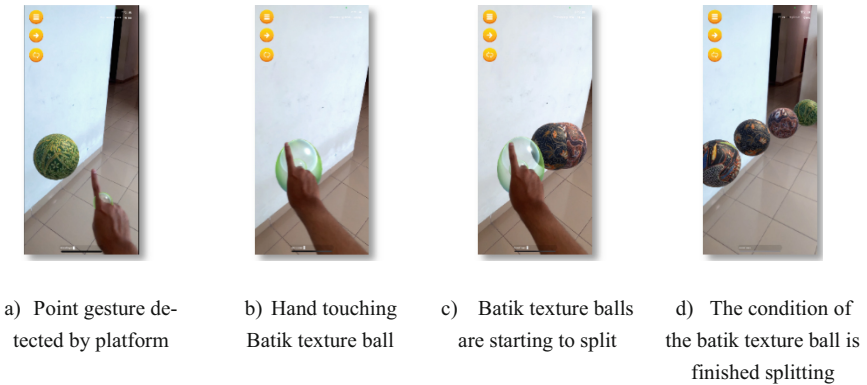 a) Point gesture de-
tected by platform
b) Hand touching
Batik texture ball
c) Batik texture balls
are starting to split
d) The condition of
the batik texture ball is
finished splitting